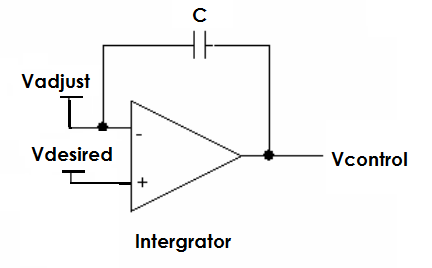 C
Vadjust
-
Vdesired
+
Vcontrol
Intergrator